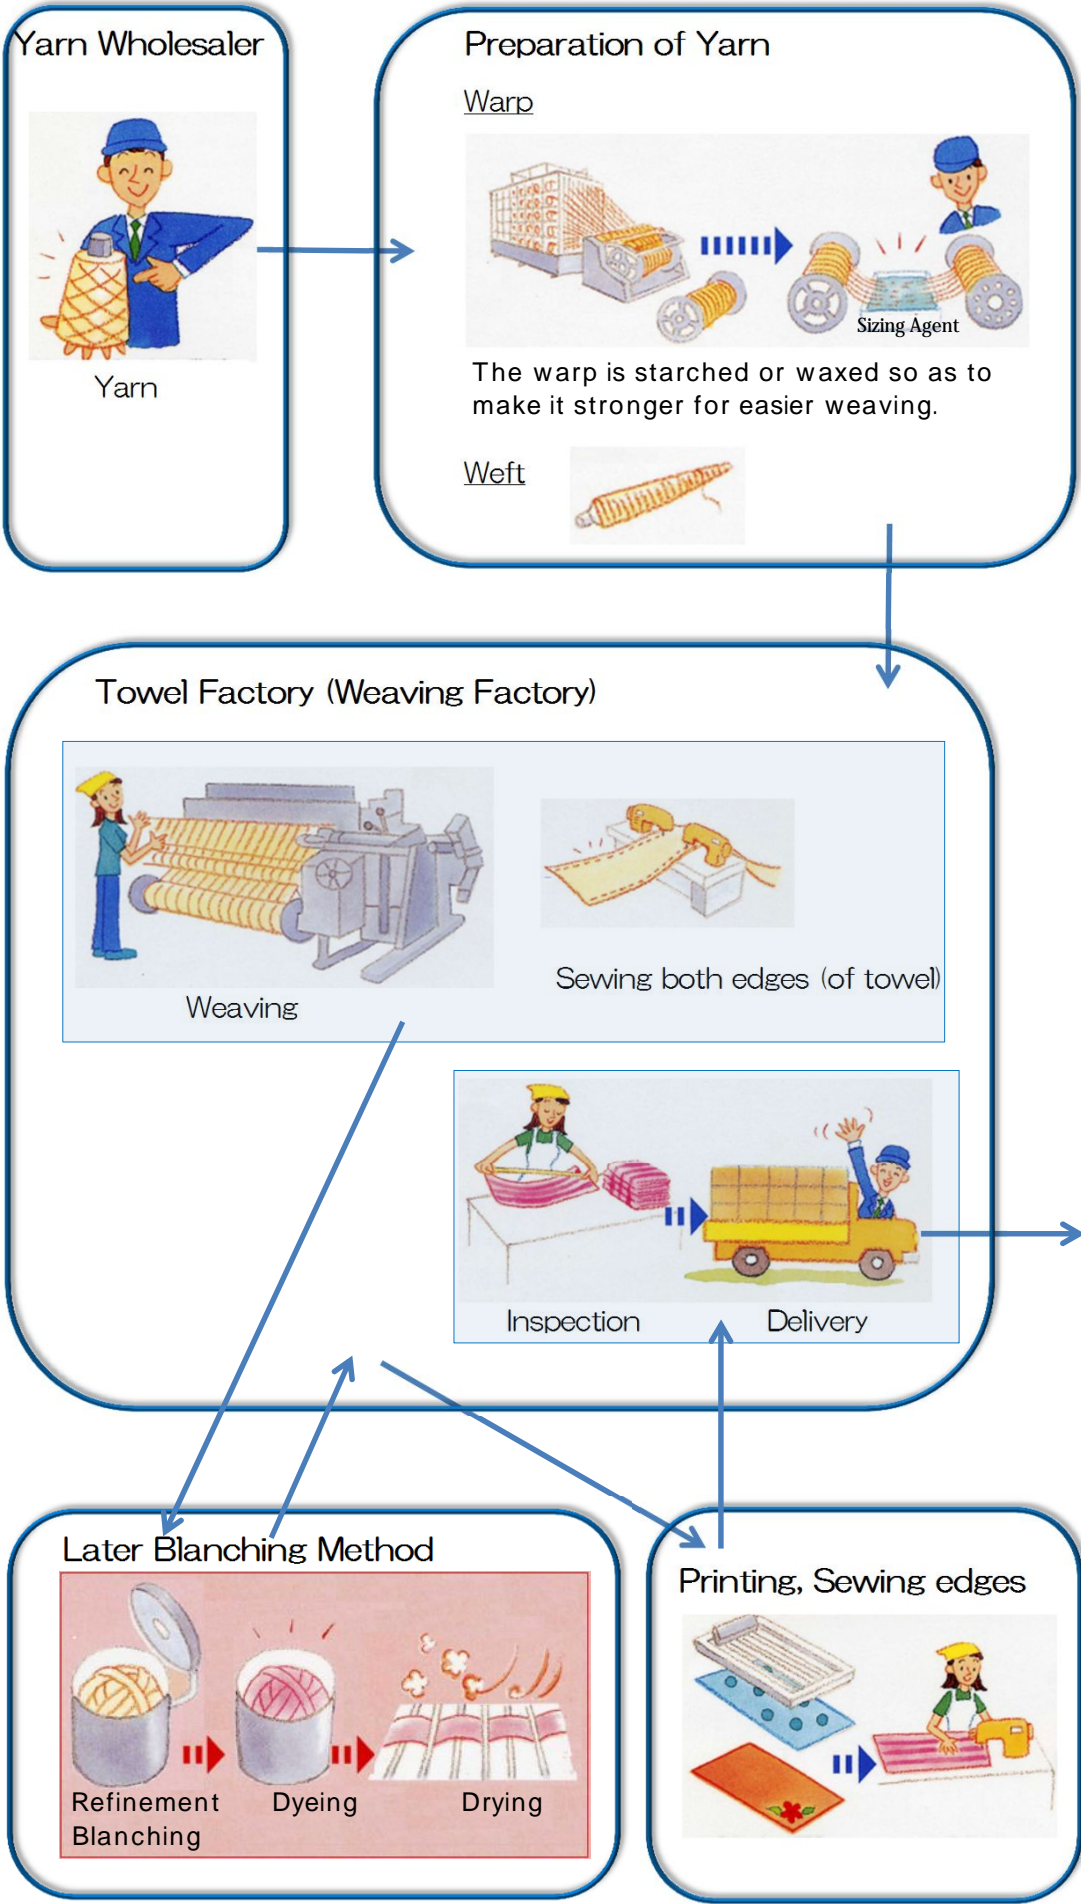 Yarn Wholesaler
Yarn
Preparation of Yarn
Warp
Sizing Agent
The warp is starched or waxed so as to
make it stronger for easier weaving.
Weft
Towel Factory (Weaving Factory)
Weaving
Sewing both edges (of towel)
Inspection
Delivery
Later Blanching Method
Refinement
Blanching
Dyeing
Drying
Printing, Sewing edges